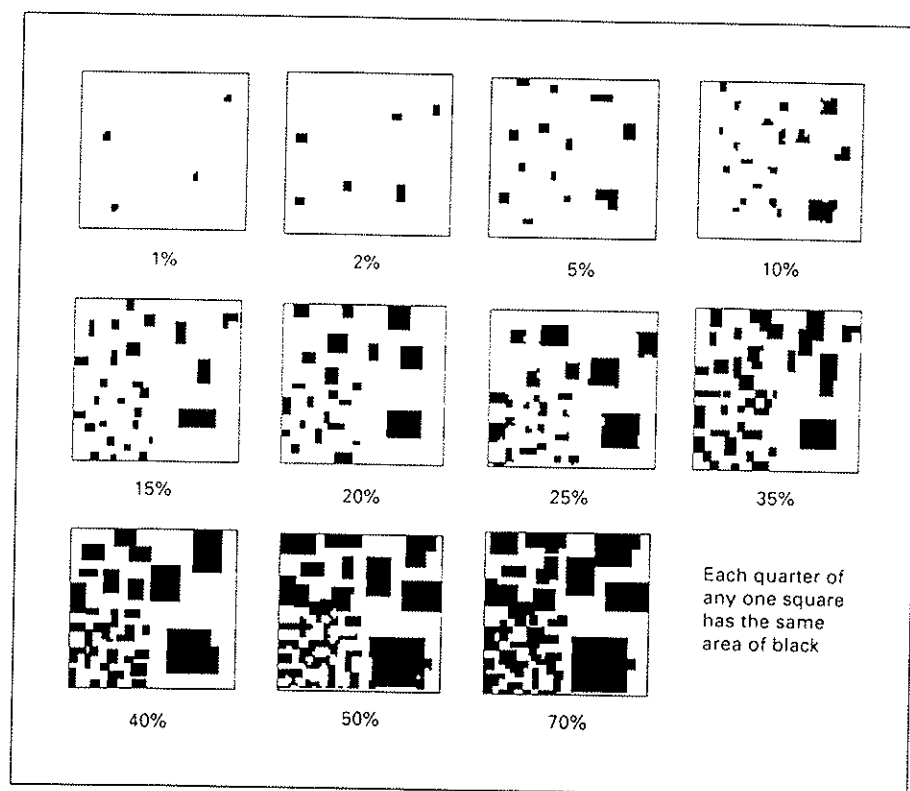 1%
2%
5%
10%
15%
20%
25%
35%
40%
50%
70%
Each quarter of
any one square
has the same
area of black